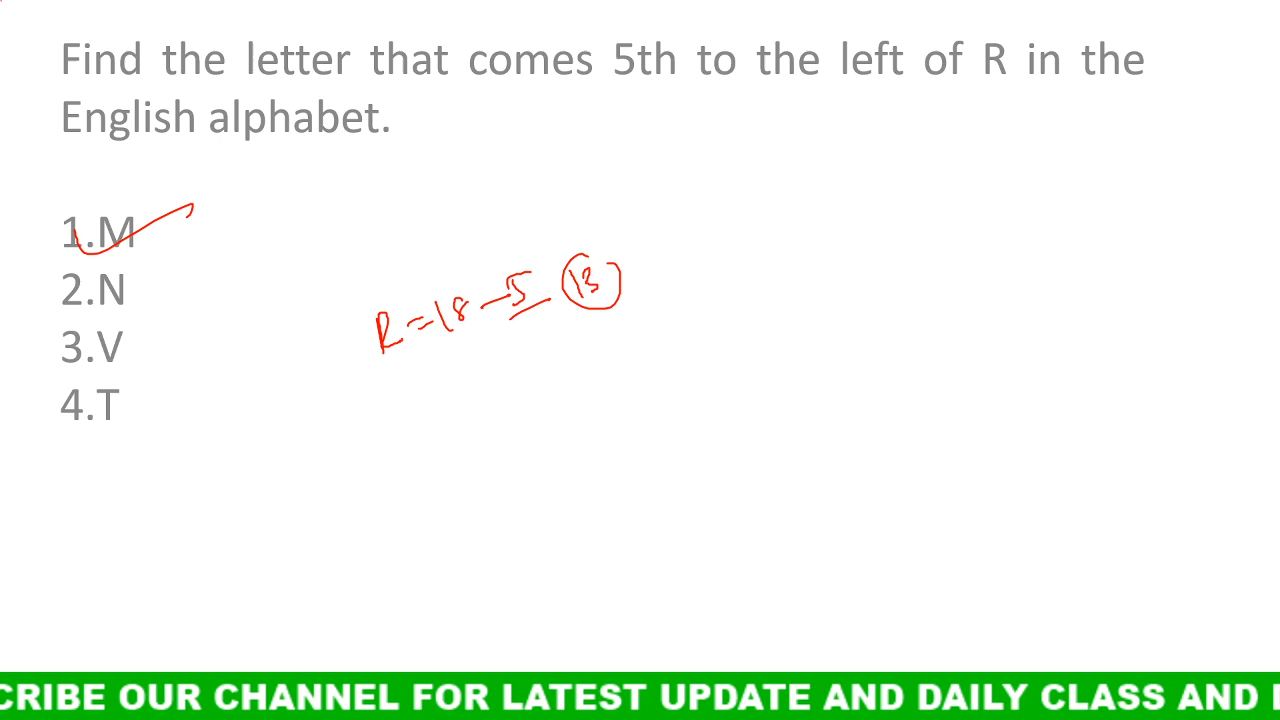 Find the letter that comes 5th to the left of R in the
English alphabet.
1.M
2.N
3.V
4.T
R=18-5 13
CRIBE OUR CHANNEL FOR LATEST UPDATE AND DAILY CLASS AND